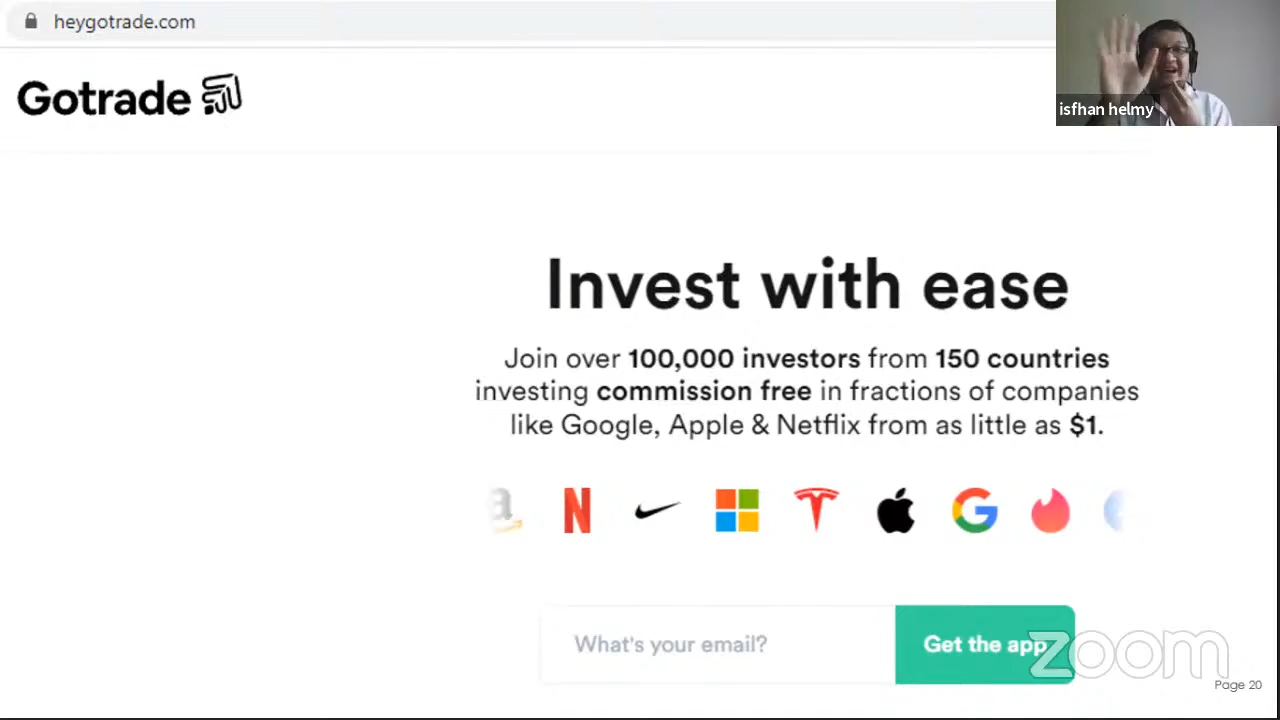 heygotrade.com
Gotrade
isfhan helmy
Invest with ease
Join over 100,000 investors from 150 countries
investing commission free in fractions of companies
like Google, Apple & Netflix from as little as $1.
What's your email?
Get the app
zoom
Page 20